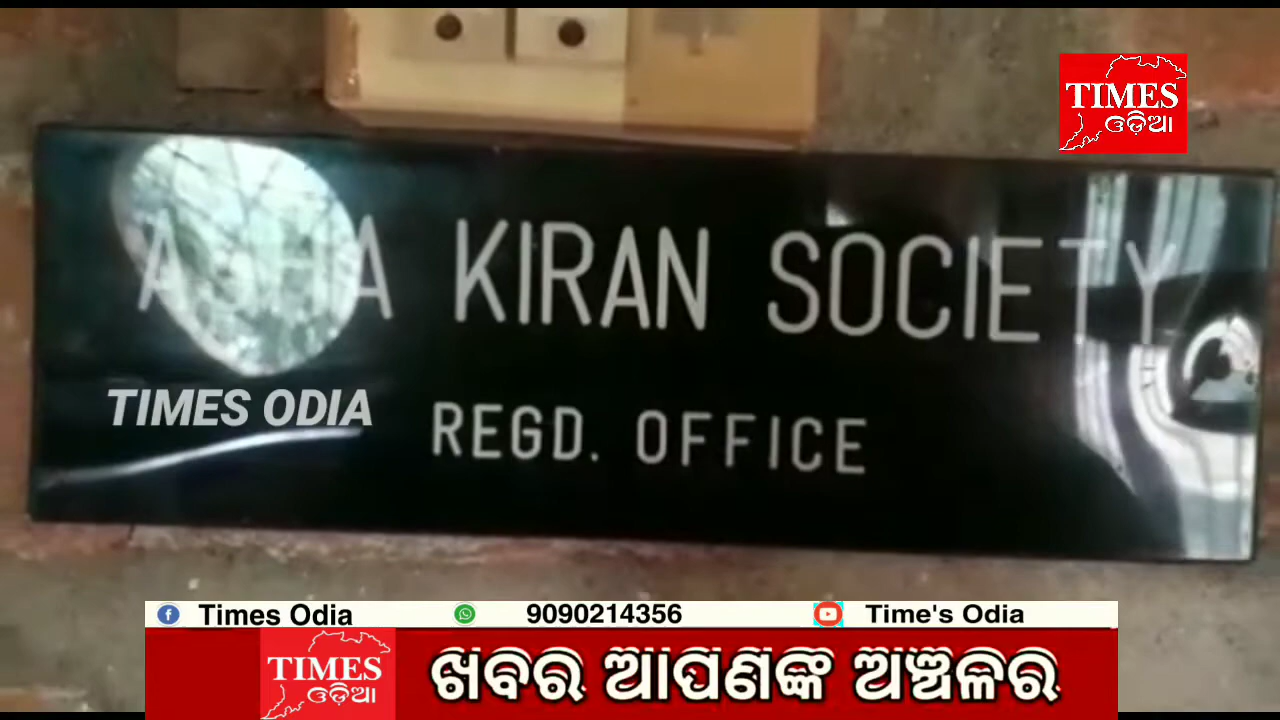 TIMES
ଓଡ଼ିଆ
ASHA KIRAN SOCIETY
TIMES ODIA
REGD. OFFICE
Times Odia
9090214356
Time's Odia
TIMES
ଓଡ଼ିଆ
ଖବର ଆପଣଙ୍କ ଅଞ୍ଚଳର